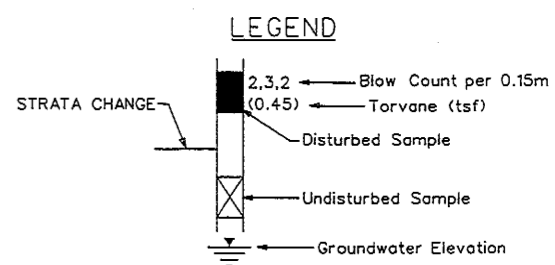 LEGEND
2,3,2
Blow Count per 0.15m
STRATA CHANGE
(0.45)
Torvane (tsf)
Disturbed Sample
Undisturbed Sample
Groundwater Elevation